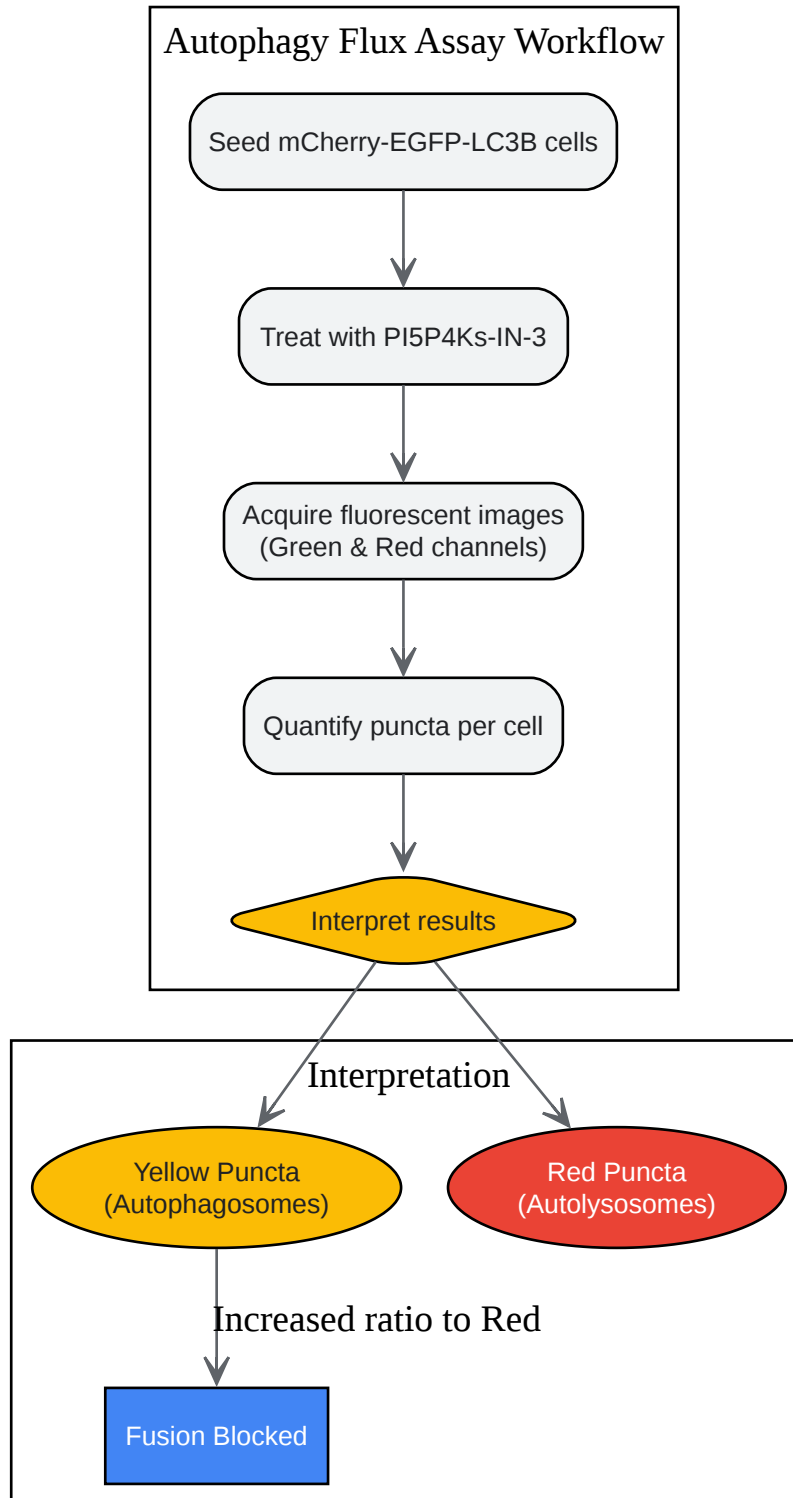 Autophagy Flux Assay Workflow
Seed mCherry-EGFP-LC3B cells
Treat with PI5P4Ks-IN-3
Acquire fluorescent images
(Green & Red channels)
Quantify puncta per cell
Interpret results
Interpretation
Yellow Puncta
(Autophagosomes)
Red Puncta
(Autolysosomes)
Increased ratio to Red
Fusion Blocked